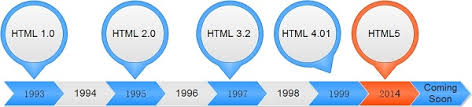 HTML 1.0
HTML 2.0
HTML 3.2
HTML 4.01
HTML5
1993
1994
1995
1996
1997
1998
1999
2014
Coming
Soon